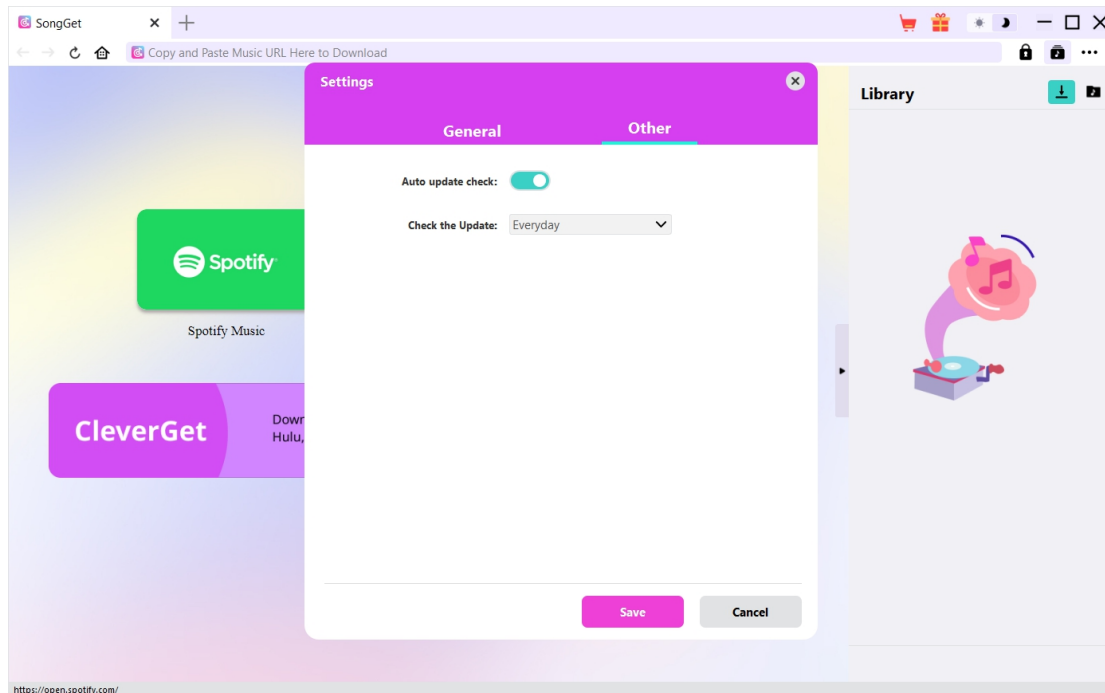 SongGet
Copy and Paste Music URL Here to Download
Settings
General
Other
Auto update check:
Check the Update: Everyday
Save
Cancel
Spotify
Spotify Music
CleverGet
Down
Hulu,
Library
https://open.spotify.com/